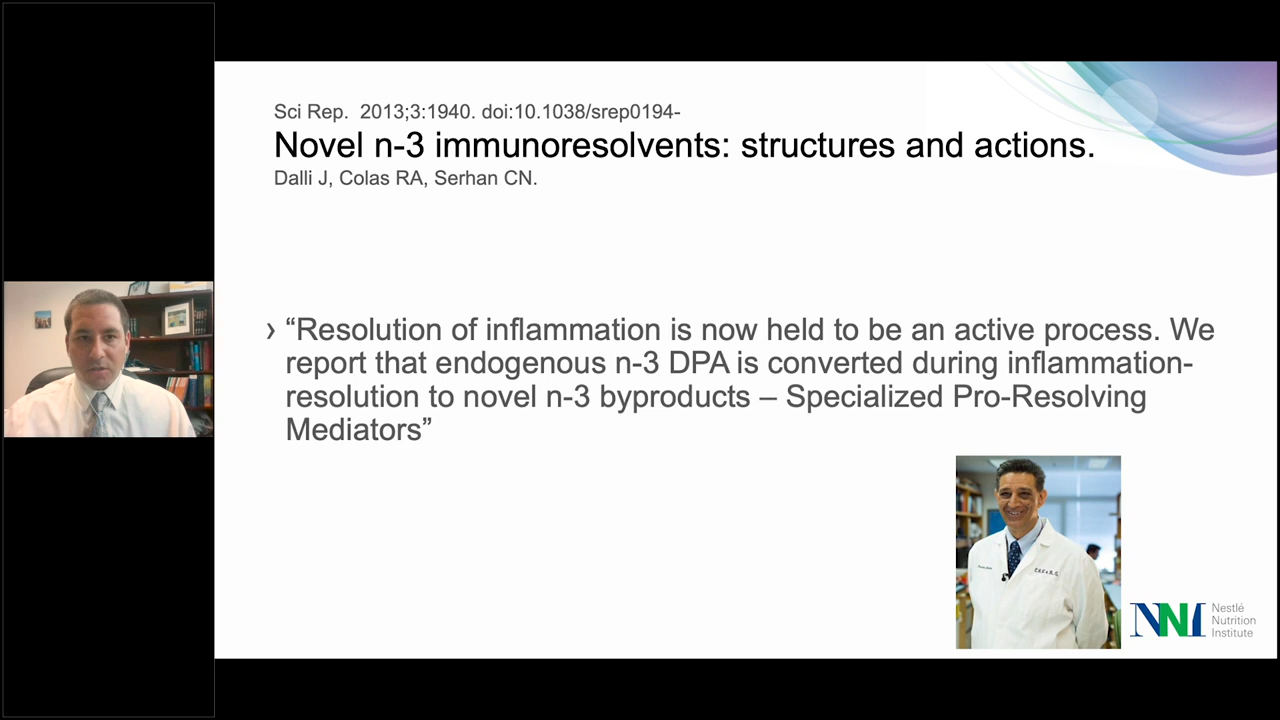 Sci Rep. 2013;3:1940. doi:10.1038/srep0194-
Novel n-3 immunoresolvents: structures and actions.
Dalli J, Colas RA, Serhan CN.
› “Resolution of inflammation is now held to be an active process. We
report that endogenous n-3 DPA is converted during inflammation-
resolution to novel n-3 byproducts – Specialized Pro-Resolving
Mediators”
NNI
Nestlé
Nutrition
Institute